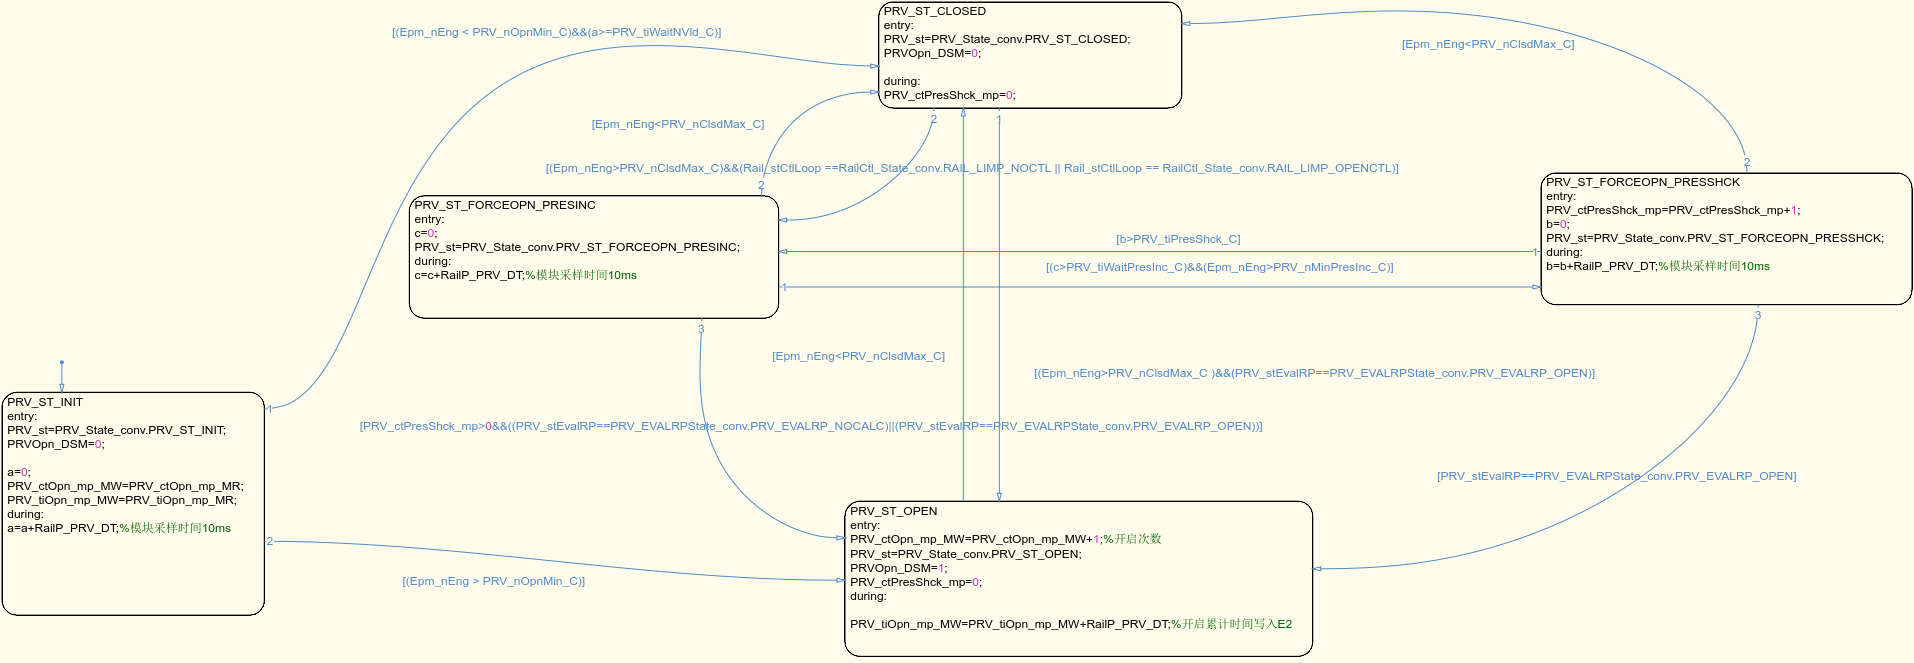 PRV_ST_CLOSED
entry:
PRV_st=PRV_State_conv.PRV_ST_CLOSED;
PRVOpn_DSM=0;
during:
PRV_ctPresShck_mp=0;
[(Epm_nEng < PRV_nOpnMin_C)&&(a>=PRV_tiWaitNVld_C)]
[Epm_nEng<PRV_nClsdMax_C]
[Epm_nEng<PRV_nClsdMax_C]
2
1
2
[(Epm_nEng>PRV_nClsdMax_C)&&(Rail_stCtlLoop ==RailCtl_State_conv.RAIL_LIMP_NOCTL || Rail_stCtlLoop == RailCtl_State_conv.RAIL_LIMP_OPENCTL)]
2
PRV_ST_FORCEOPN_PRESINC
entry:
c=0;
PRV_st=PRV_State_conv.PRV_ST_FORCEOPN_PRESINC;
during:
c=c+RailP_PRV_DT;%模块采样时间10ms
PRV_ST_FORCEOPN_PRESSHCK
entry:
PRV_ctPresShck_mp=PRV_ctPresShck_mp+1;
b=0;
PRV_st=PRV_State_conv.PRV_ST_FORCEOPN_PRESSHCK;
during:
b=b+RailP_PRV_DT;%模块采样时间10ms
[b>PRV_tiPresShck_C]
1
[(c>PRV_tiWaitPresInc_C)&&(Epm_nEng>PRV_nMinPresInc_C)]
1
3
3
[Epm_nEng<PRV_nClsdMax_C]
[(Epm_nEng>PRV_nClsdMax_C )&&(PRV_stEvalRP==PRV_EVALRPState_conv.PRV_EVALRP_OPEN)]
PRV_ST_INIT
entry:
PRV_st=PRV_State_conv.PRV_ST_INIT;
PRVOpn_DSM=0;
a=0;
PRV_ctOpn_mp_MW=PRV_ctOpn_mp_MR;
PRV_tiOpn_mp_MW=PRV_tiOpn_mp_MR;
during:
a=a+RailP_PRV_DT;%模块采样时间10ms
1
2
[PRV_ctPresShck_mp>0&&((PRV_stEvalRP==PRV_EVALRPState_conv.PRV_EVALRP_NOCALC)||(PRV_stEvalRP==PRV_EVALRPState_conv.PRV_EVALRP_OPEN))]
[PRV_stEvalRP==PRV_EVALRPState_conv.PRV_EVALRP_OPEN]
[(Epm_nEng > PRV_nOpnMin_C)]
PRV_ST_OPEN
entry:
PRV_ctOpn_mp_MW=PRV_ctOpn_mp_MW+1;%开启次数
PRV_st=PRV_State_conv.PRV_ST_OPEN;
PRVOpn_DSM=1;
PRV_ctPresShck_mp=0;
during:
PRV_tiOpn_mp_MW=PRV_tiOpn_mp_MW+RailP_PRV_DT;%开启累计时间写入E2